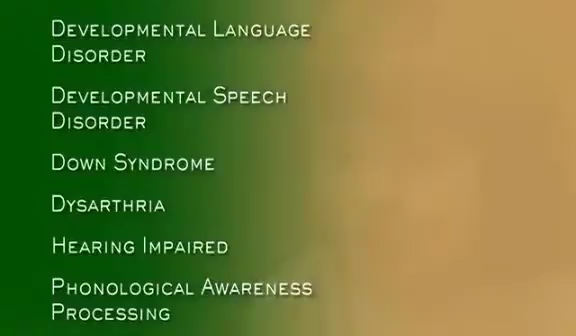 Developmental Language
Disorder
Developmental Speech
Disorder
Down Syndrome
Dysarthria
Hearing Impaired
Phonological Awareness
Processing